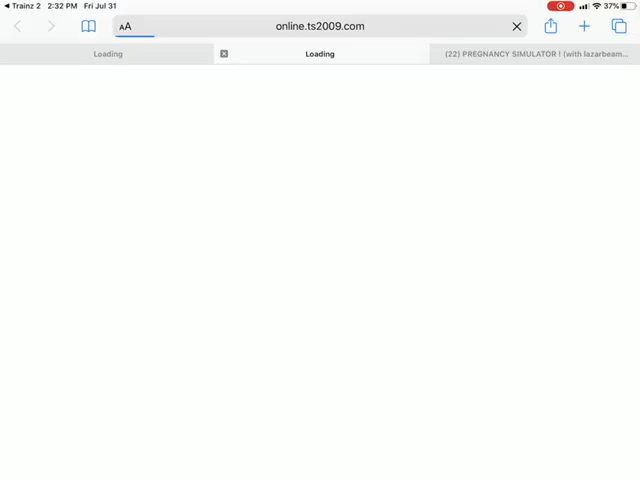 ◀ Trainz 2 2:32 PM Fri Jul 31 37%
AA online.ts2009.com
Loading Loading (22) PREGNANCY SIMULATOR ! (with lazarbeam...